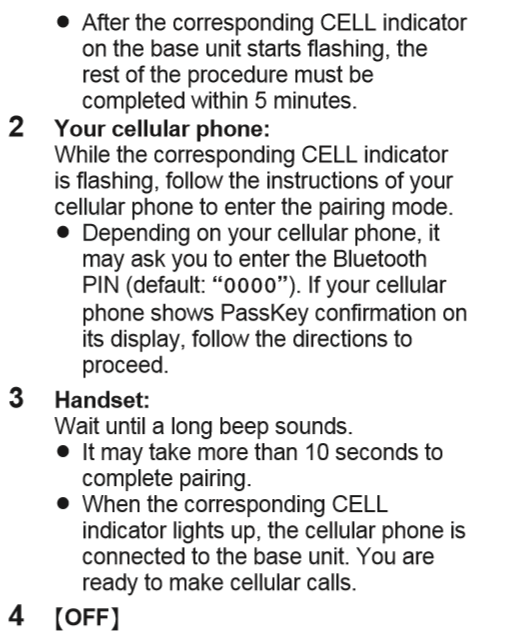 ● After the corresponding CELL indicator
on the base unit starts flashing, the
rest of the procedure must be
completed within 5 minutes.
2 Your cellular phone:
While the corresponding CELL indicator
is flashing, follow the instructions of your
cellular phone to enter the pairing mode.
● Depending on your cellular phone, it
may ask you to enter the Bluetooth
PIN (default: “0000”). If your cellular
phone shows PassKey confirmation on
its display, follow the directions to
proceed.
3 Handset:
Wait until a long beep sounds.
● It may take more than 10 seconds to
complete pairing.
● When the corresponding CELL
indicator lights up, the cellular phone is
connected to the base unit. You are
ready to make cellular calls.
4 【OFF】